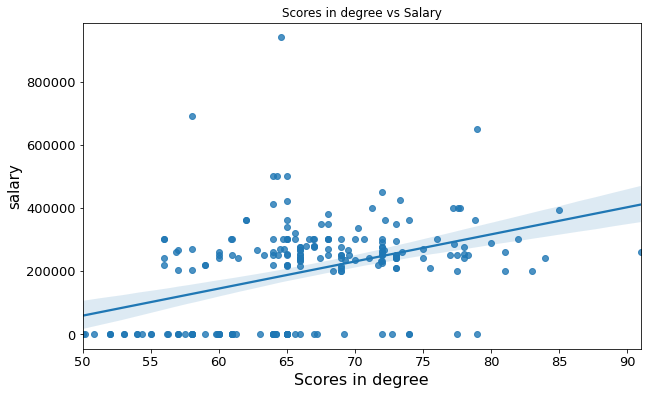 Scores in degree vs Salary
salary
800000
600000
400000
200000
0
50 55 60 65 70 75 80 85 90
Scores in degree